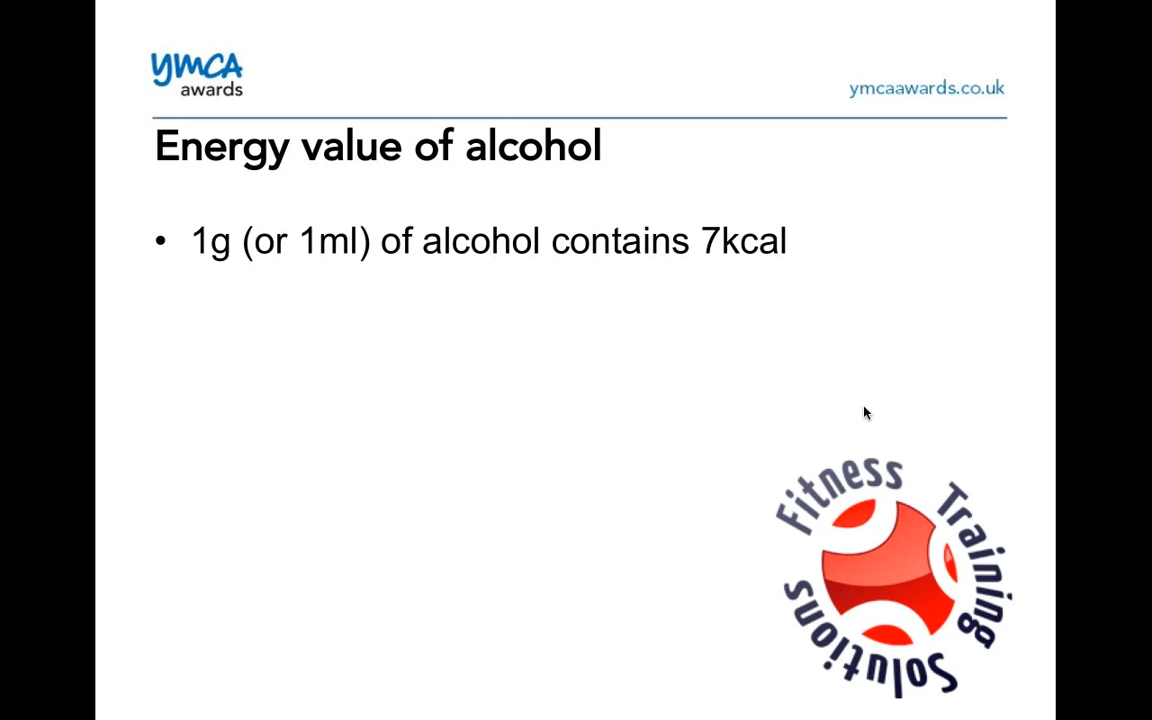 ymca
awards
ymcaawards.co.uk
Energy value of alcohol
• 1g (or 1ml) of alcohol contains 7kcal
Fitness Training Solutions